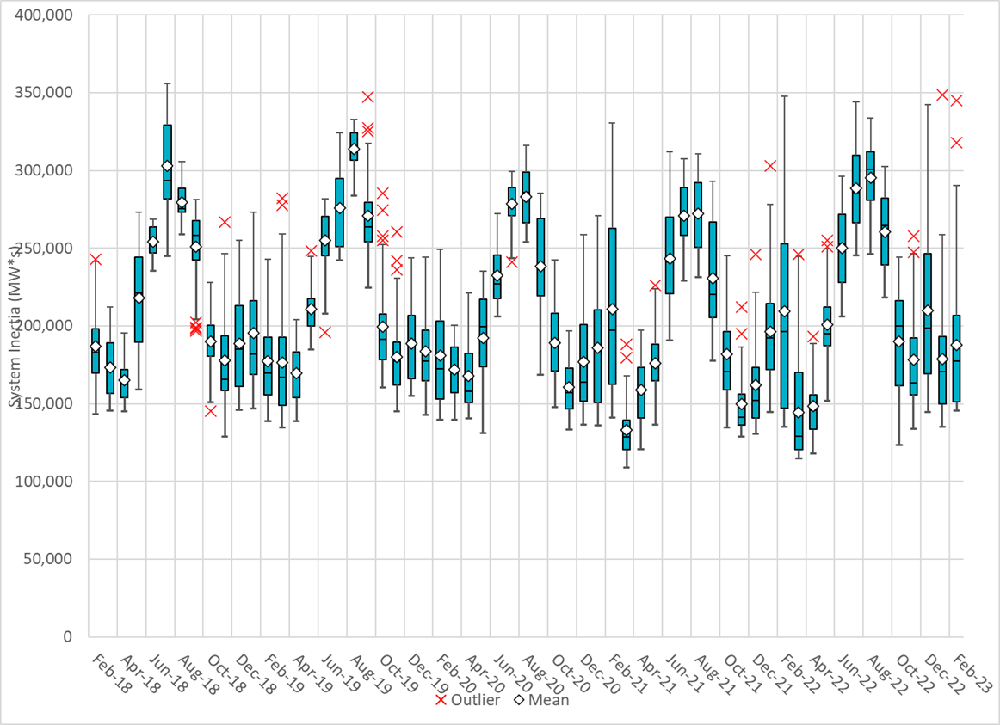 400,000
350,000
300,000
250,000
200,000
150,000
100,000
50,000
0
System Inertia (MW*s)
Feb-18
Apr-18
Jun-18
Aug-18
Oct-18
Dec-18
Feb-19
Apr-19
Jun-19
Aug-19
Oct-19
Dec-19
Feb-20
Apr-20
Jun-20
Aug-20
Oct-20
Dec-20
Feb-21
Apr-21
Jun-21
Aug-21
Oct-21
Dec-21
Feb-22
Apr-22
Jun-22
Aug-22
Oct-22
Dec-22
Feb-23
Outlier Mean